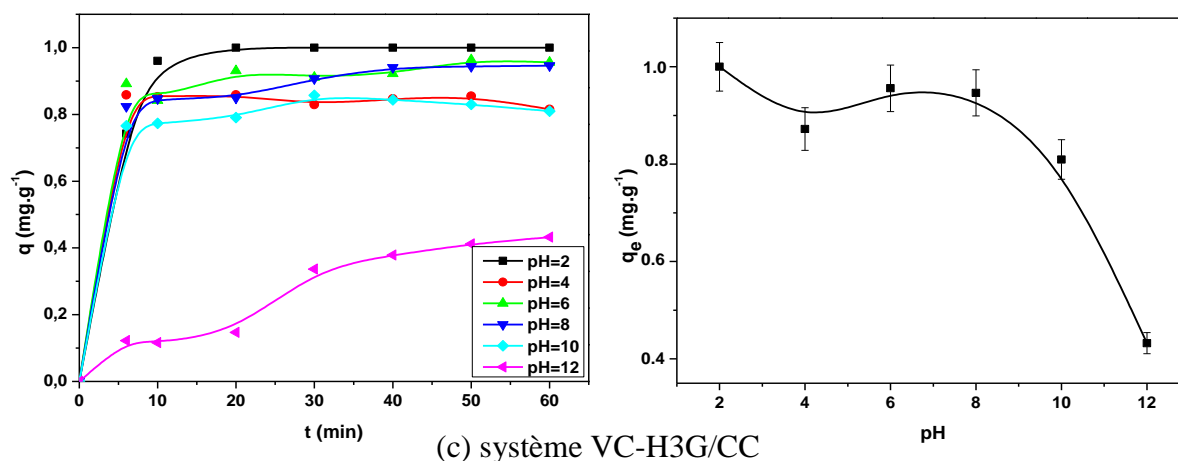 1,0
0,8
0,6
0,4
0,2
0,0
q (mg.g⁻¹)
pH=2
pH=4
pH=6
pH=8
pH=10
pH=12
0 10 20 30 40 50 60
t (min)
1.0
0.8
0.6
0.4
qe (mg.g⁻¹)
2 4 6 8 10 12
pH
(c) système VC-H3G/CC